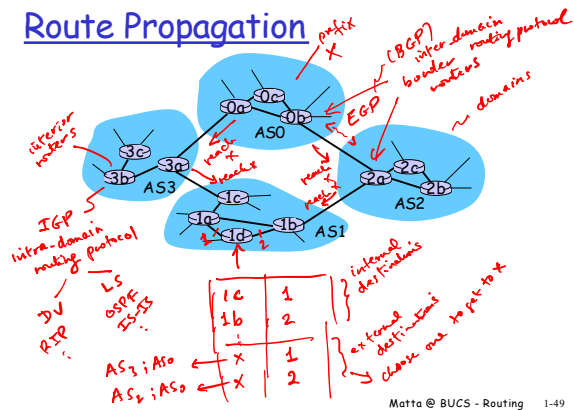 Route Propagation
prefix
X
(BGP)
inter-domain
border routing protocol
routers
EGP
0c
0a
0b
AS0
~ domains
interior
routers
3c
3b
3a
AS3
reach
X
reach x
reach
X
reach
X
2c
2a
2b
AS2
1c
1a
1b
1d
AS1
1
2
IGP
intra-domain
routing protocol
DV
RIP
LS
OSPF
IS-IS
1c 1
1b 2
internal
destinations
x 1
x 2
AS3 ; AS0
AS2 ; AS0
external
destinations
choose one to get to x
Matta @ BUCS - Routing 1-49